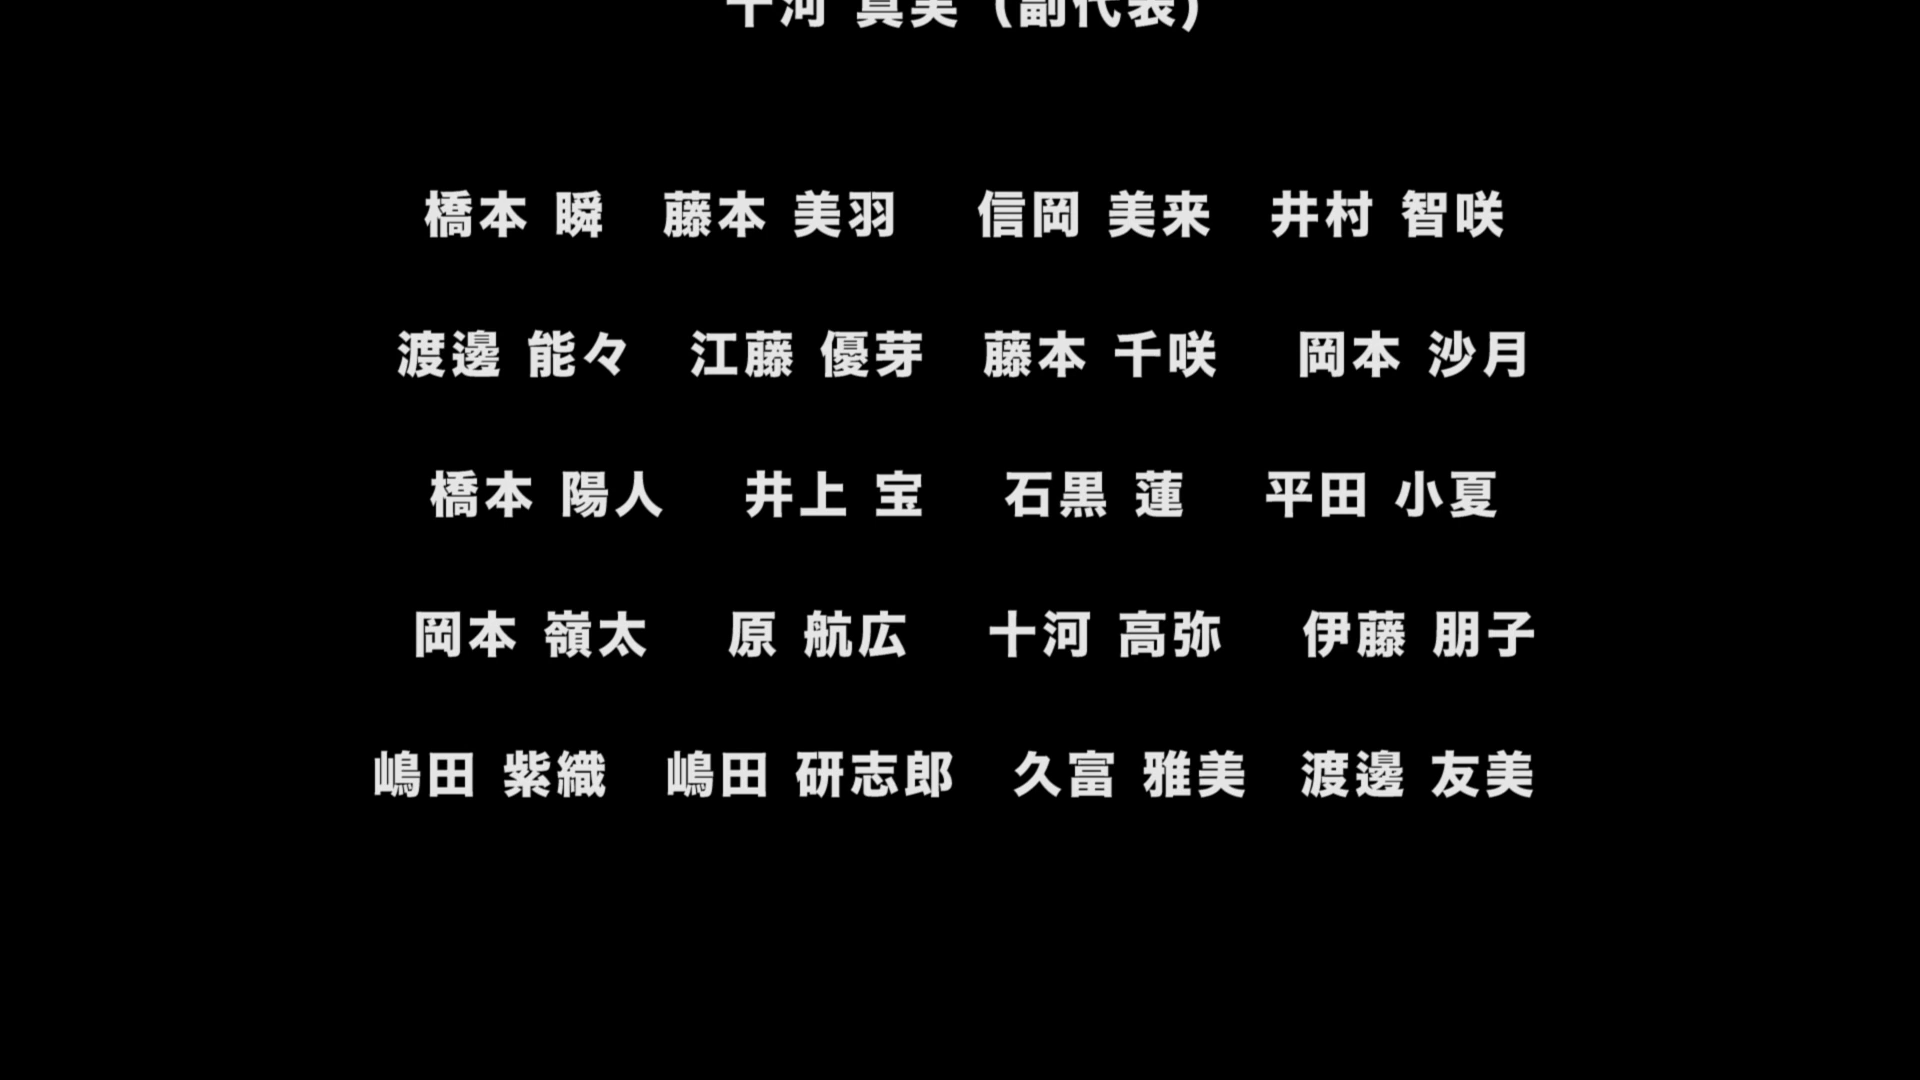 十河 真実（副代表）
橋本 瞬　藤本 美羽　信岡 美来　井村 智咲
渡邊 能々　江藤 優芽　藤本 千咲　岡本 沙月
橋本 陽人　井上 宝　石黒 蓮　平田 小夏
岡本 嶺太　原 航広　十河 高弥　伊藤 朋子
嶋田 紫織　嶋田 研志郎　久富 雅美　渡邊 友美